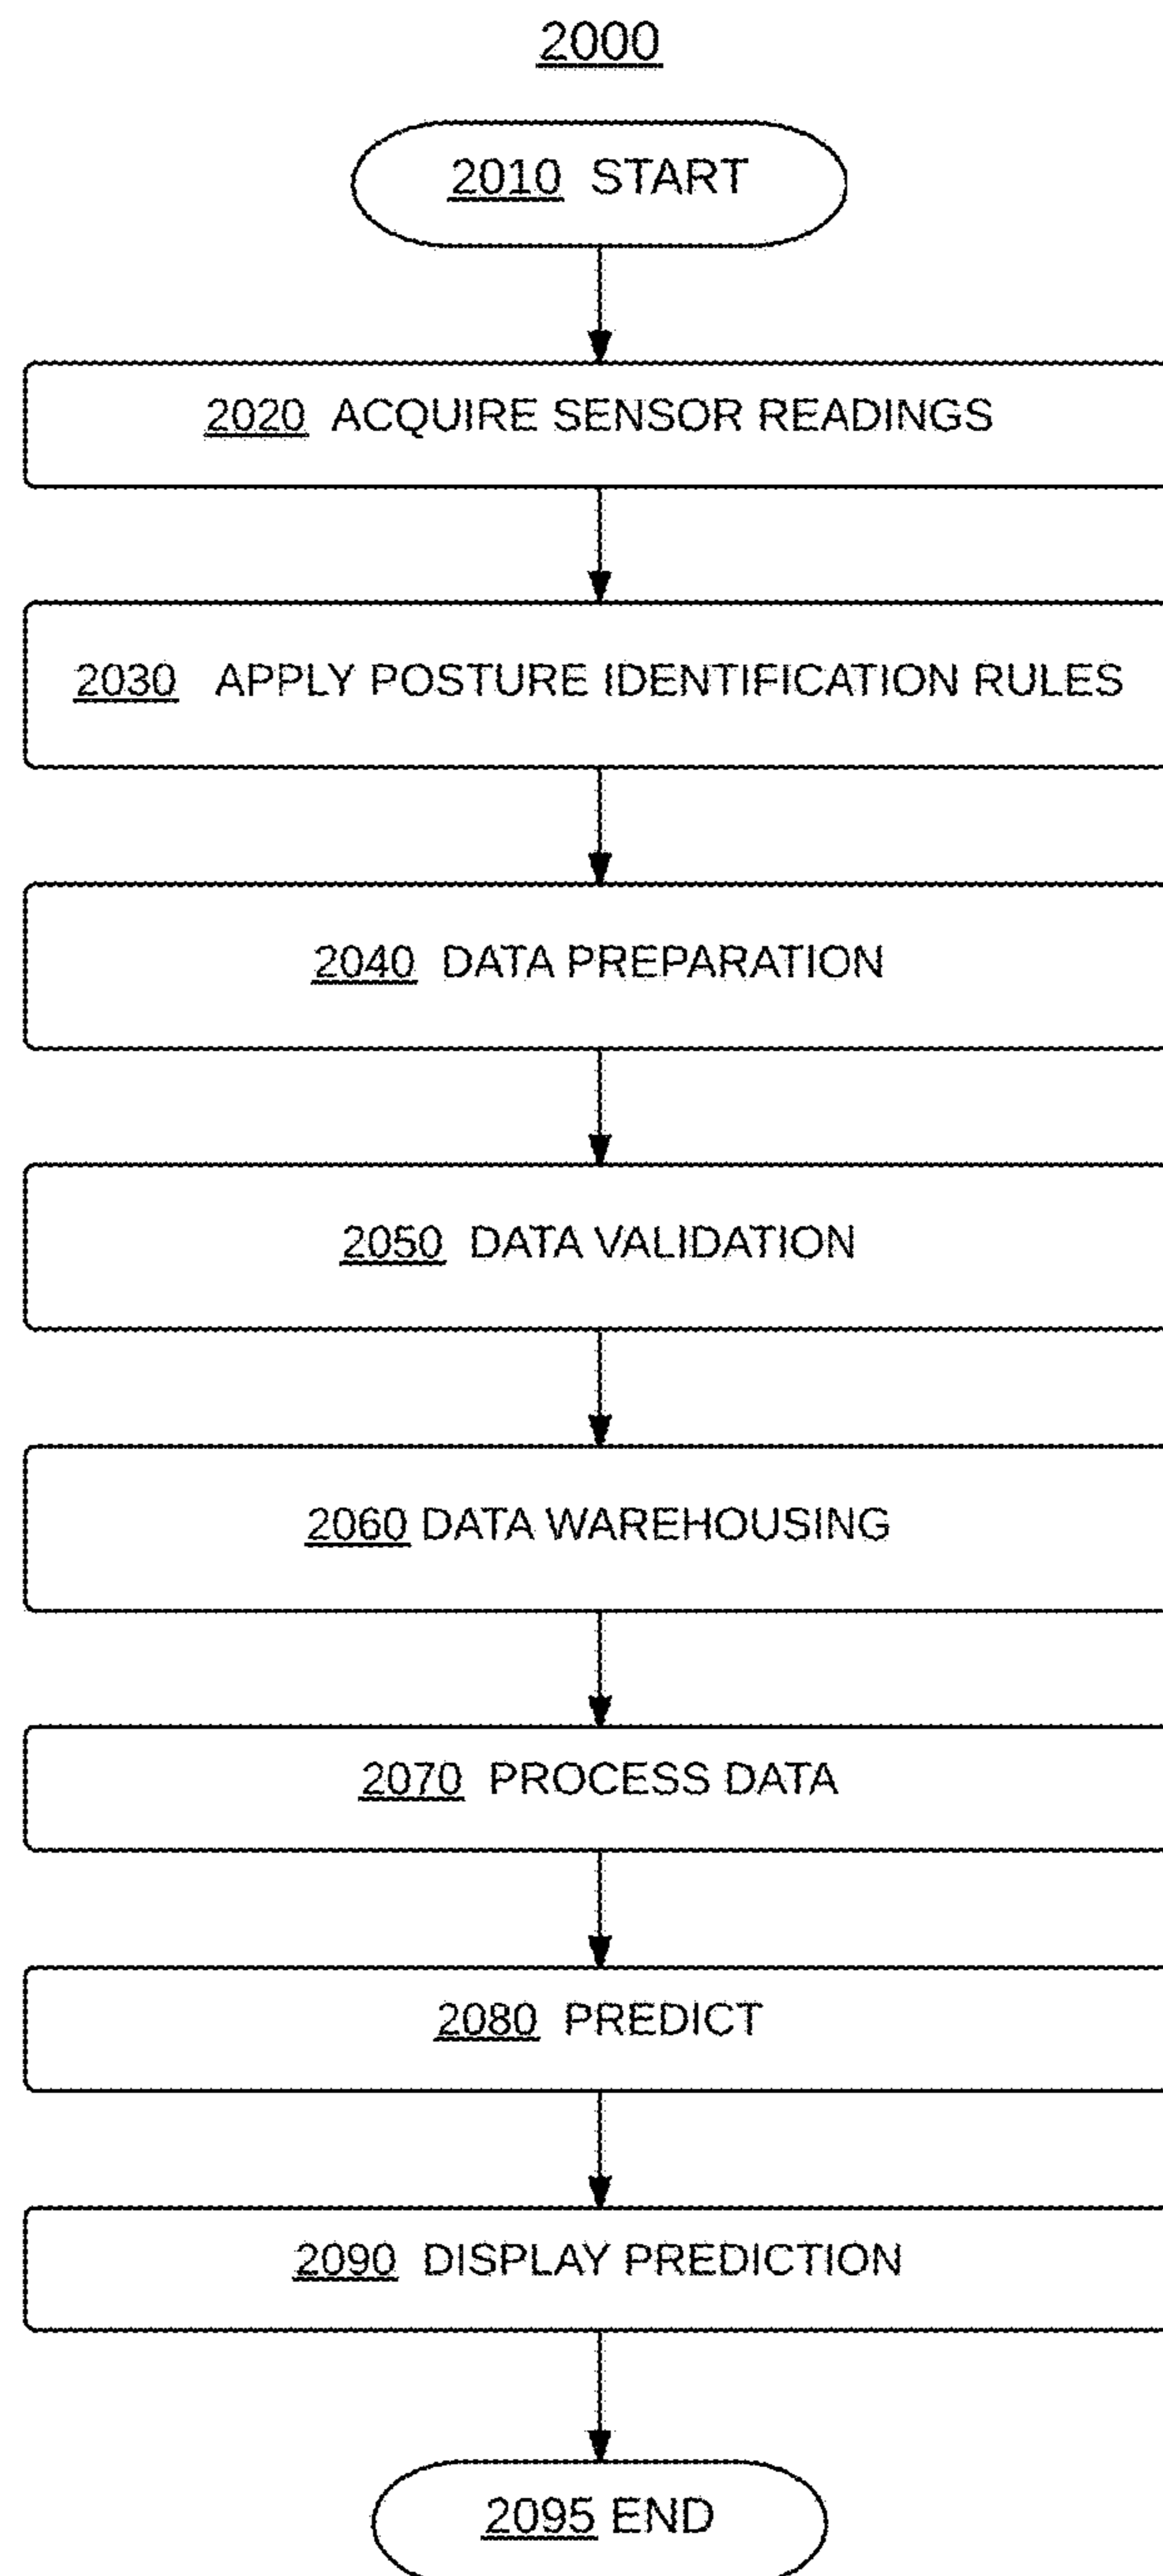 2000
2010 START
2020 ACQUIRE SENSOR READINGS
2030 APPLY POSTURE IDENTIFICATION RULES
2040 DATA PREPARATION
2050 DATA VALIDATION
2060 DATA WAREHOUSING
2070 PROCESS DATA
2080 PREDICT
2090 DISPLAY PREDICTION
2095 END